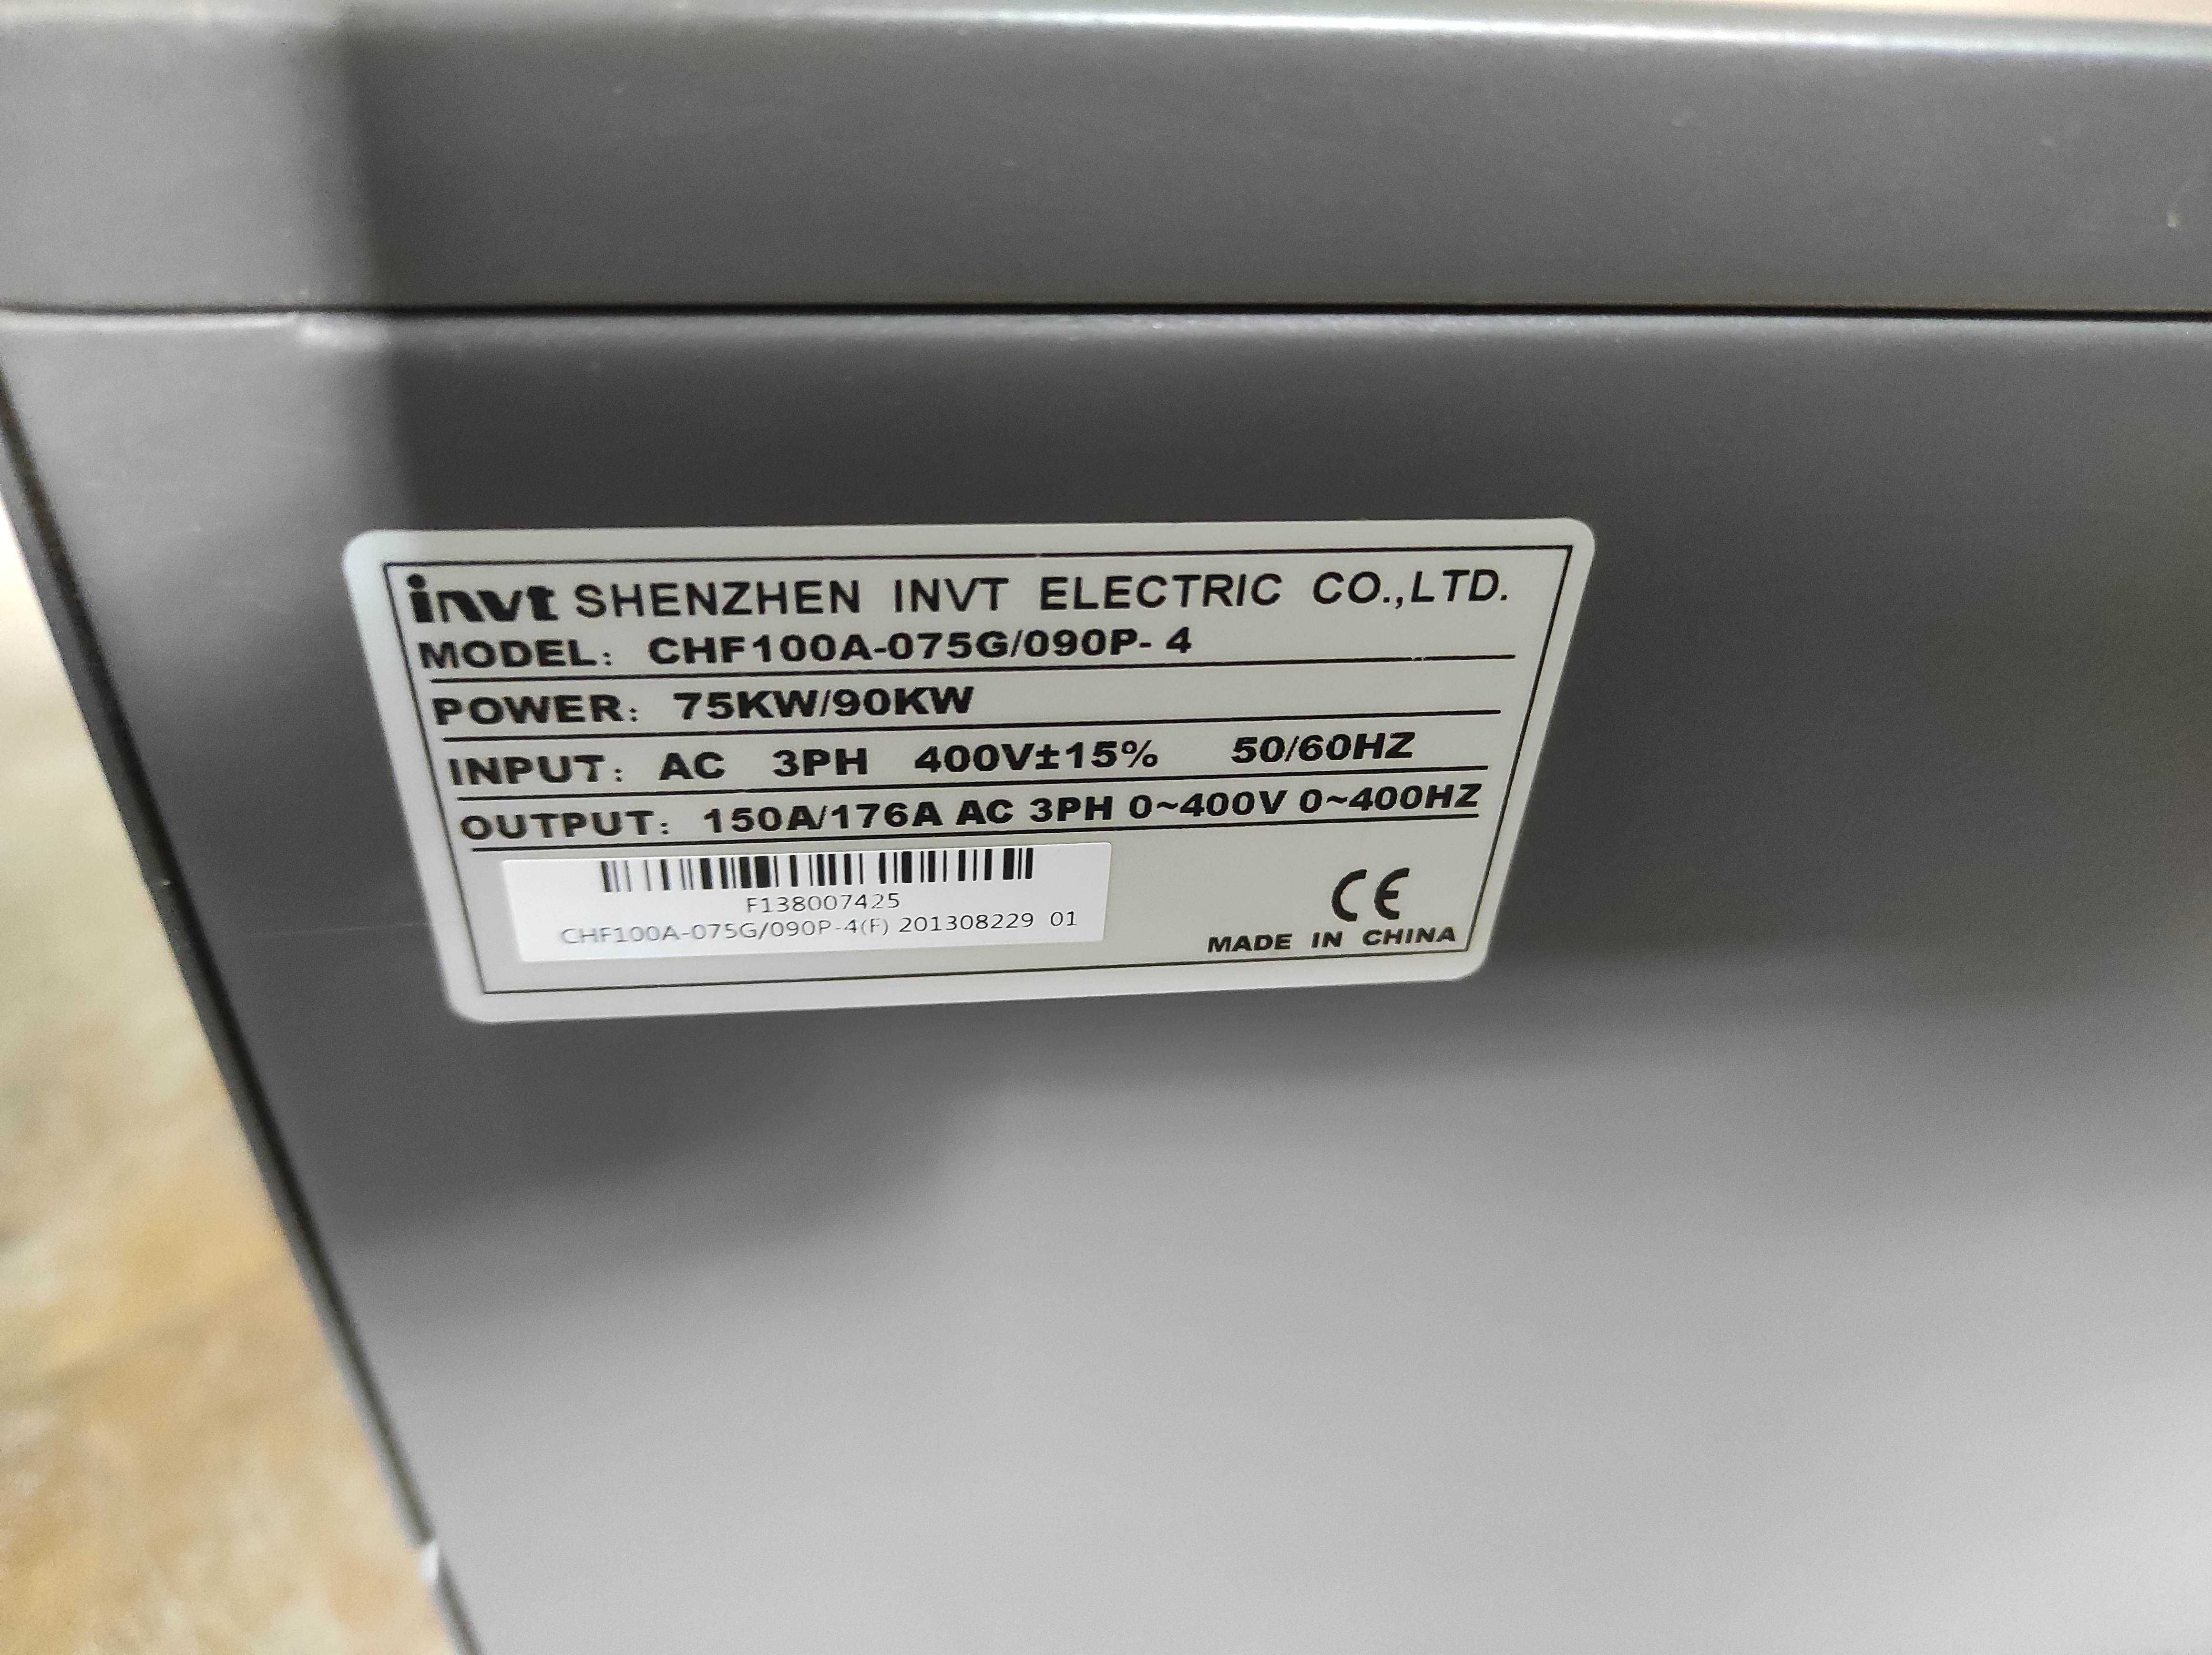 invt SHENZHEN INVT ELECTRIC CO.,LTD.
MODEL: CHF100A-075G/090P- 4
POWER: 75KW/90KW
INPUT: AC 3PH 400V±15% 50/60HZ
OUTPUT: 150A/176A AC 3PH 0~400V 0~400HZ
F138007425
CHF100A-075G/090P-4(F) 201308229 01
CE
MADE IN CHINA